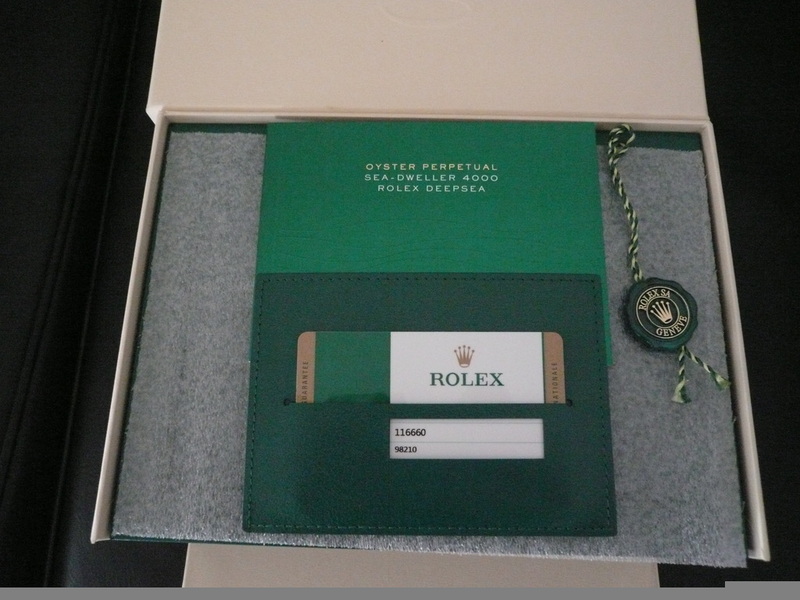 OYSTER PERPETUAL
SEA-DWELLER 4000
ROLEX DEEPSEA
ROLEX SA
GENEVE
ROLEX
116660
98210